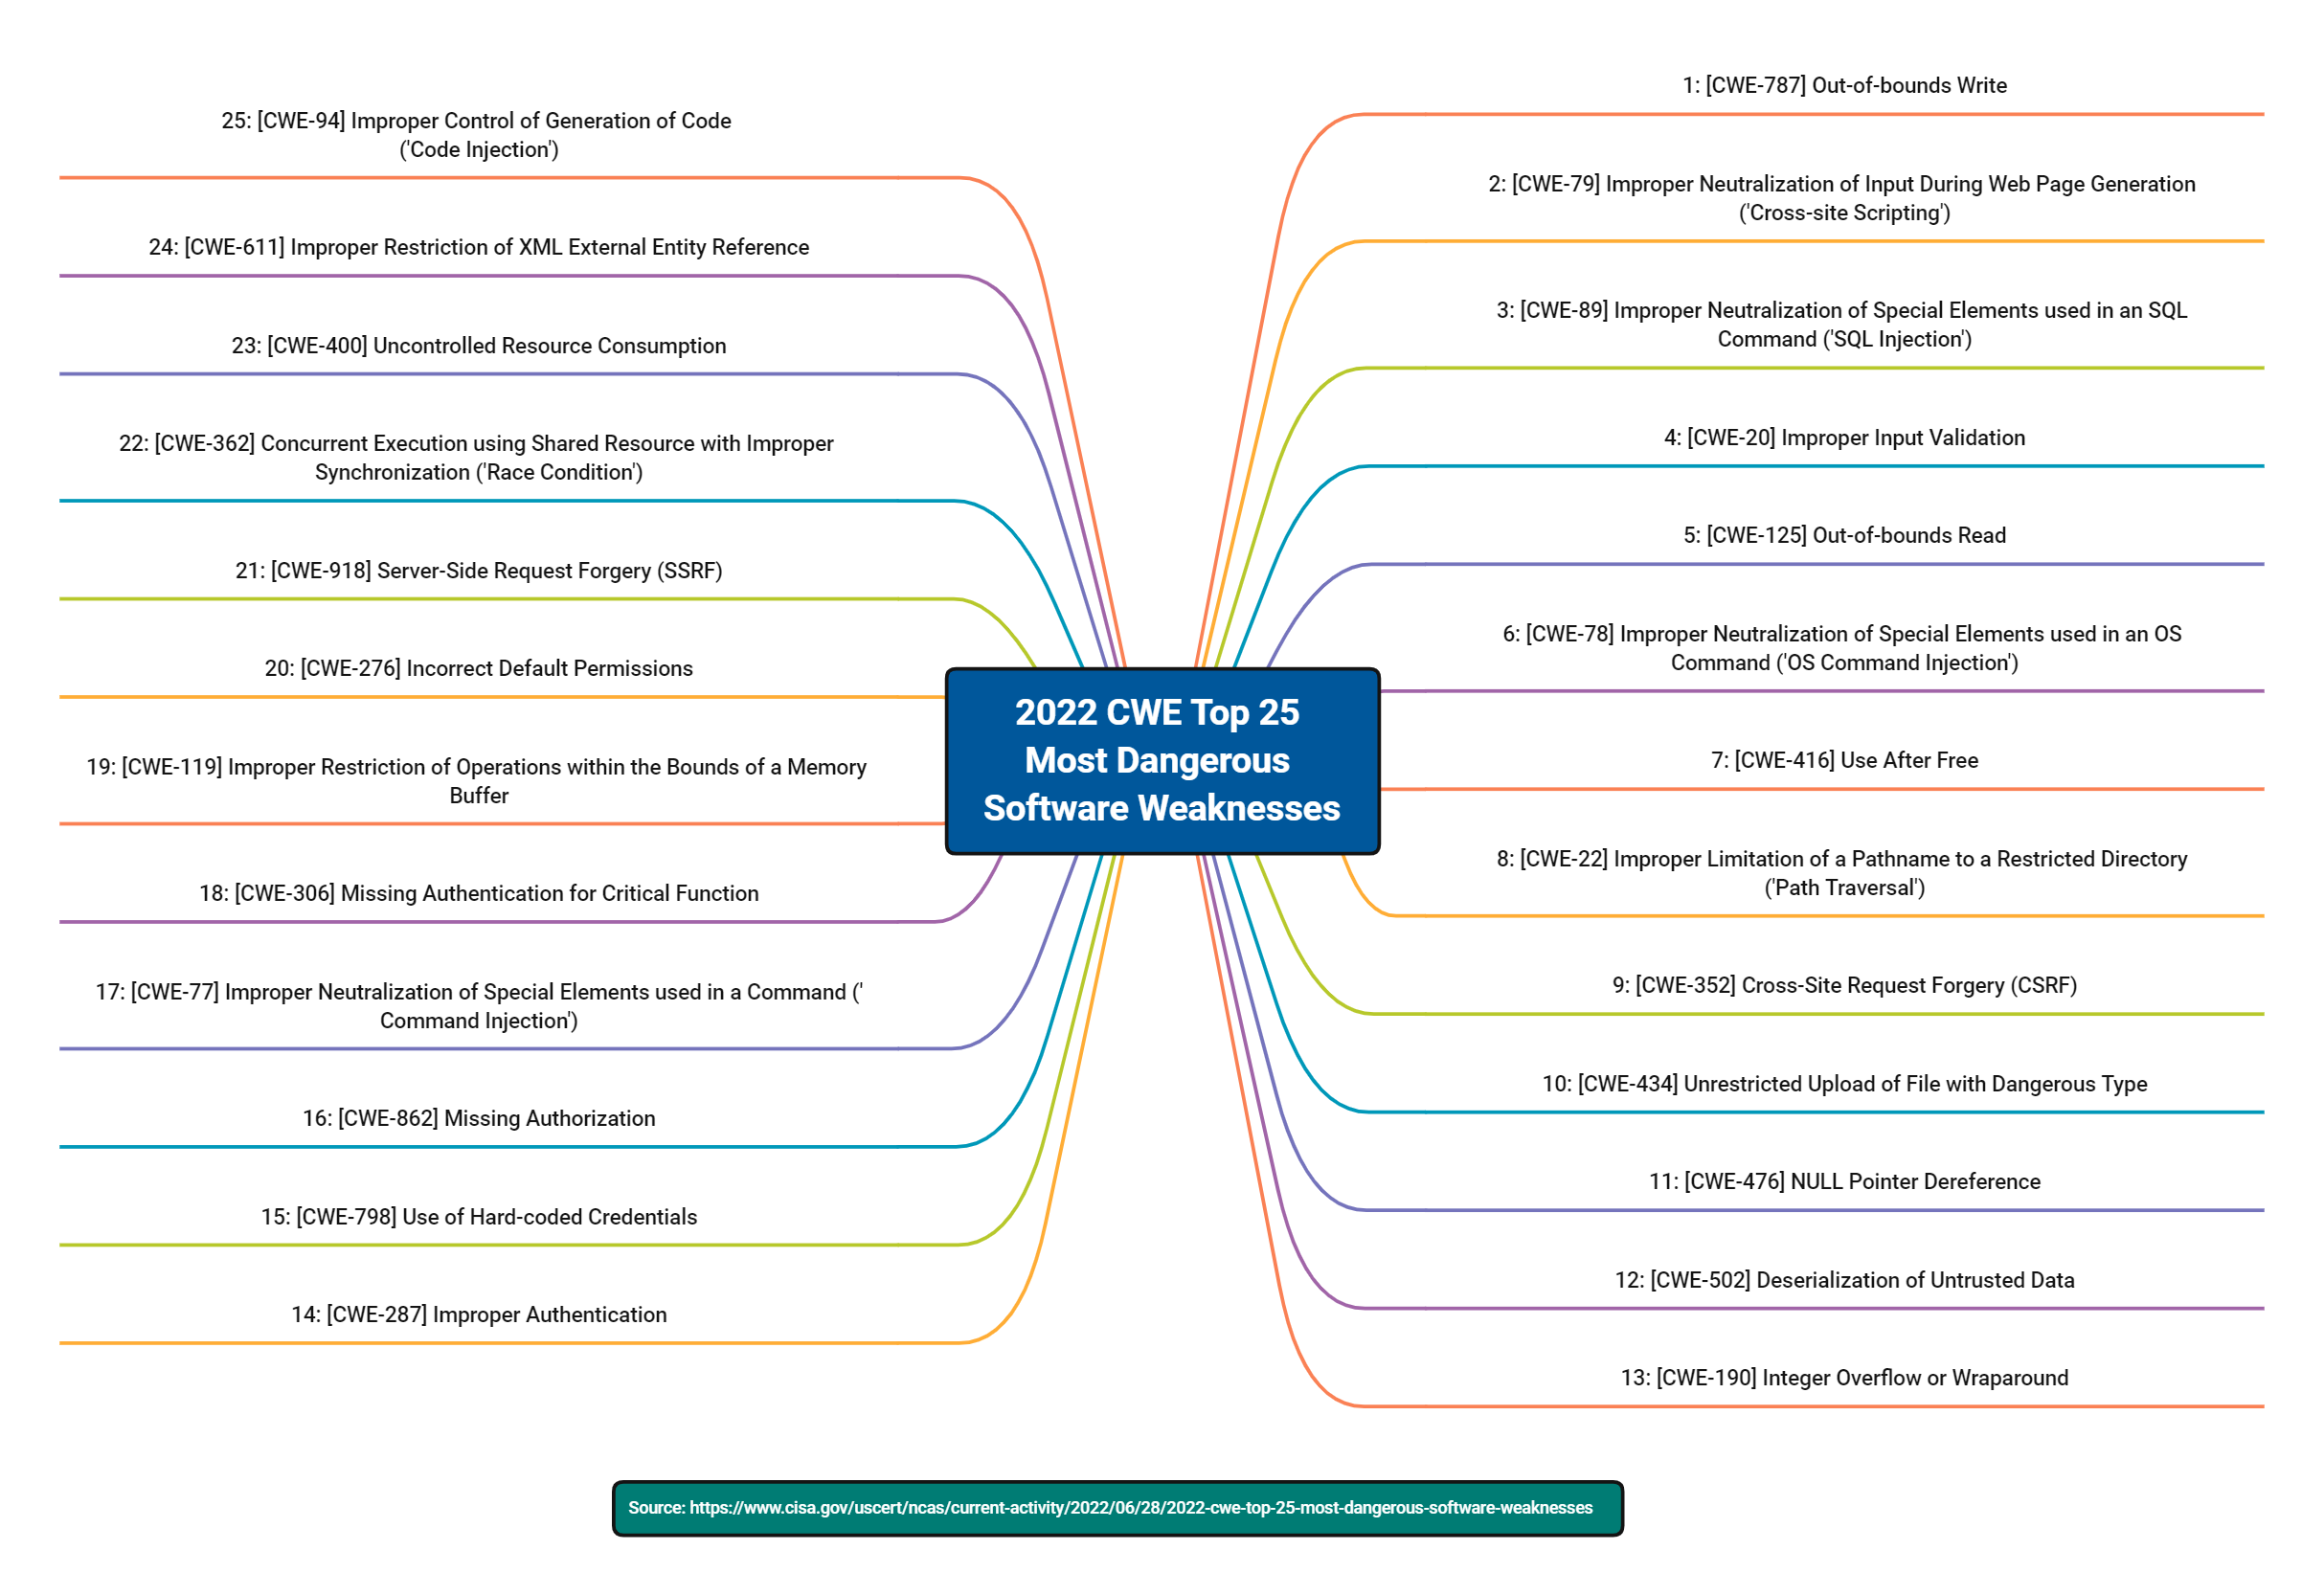 2022 CWE Top 25
Most Dangerous
Software Weaknesses
1: [CWE-787] Out-of-bounds Write
2: [CWE-79] Improper Neutralization of Input During Web Page Generation
('Cross-site Scripting')
3: [CWE-89] Improper Neutralization of Special Elements used in an SQL
Command ('SQL Injection')
4: [CWE-20] Improper Input Validation
5: [CWE-125] Out-of-bounds Read
6: [CWE-78] Improper Neutralization of Special Elements used in an OS
Command ('OS Command Injection')
7: [CWE-416] Use After Free
8: [CWE-22] Improper Limitation of a Pathname to a Restricted Directory
('Path Traversal')
9: [CWE-352] Cross-Site Request Forgery (CSRF)
10: [CWE-434] Unrestricted Upload of File with Dangerous Type
11: [CWE-476] NULL Pointer Dereference
12: [CWE-502] Deserialization of Untrusted Data
13: [CWE-190] Integer Overflow or Wraparound
14: [CWE-287] Improper Authentication
15: [CWE-798] Use of Hard-coded Credentials
16: [CWE-862] Missing Authorization
17: [CWE-77] Improper Neutralization of Special Elements used in a Command ('
Command Injection')
18: [CWE-306] Missing Authentication for Critical Function
19: [CWE-119] Improper Restriction of Operations within the Bounds of a Memory
Buffer
20: [CWE-276] Incorrect Default Permissions
21: [CWE-918] Server-Side Request Forgery (SSRF)
22: [CWE-362] Concurrent Execution using Shared Resource with Improper
Synchronization ('Race Condition')
23: [CWE-400] Uncontrolled Resource Consumption
24: [CWE-611] Improper Restriction of XML External Entity Reference
25: [CWE-94] Improper Control of Generation of Code
('Code Injection')
Source: https://www.cisa.gov/uscert/ncas/current-activity/2022/06/28/2022-cwe-top-25-most-dangerous-software-weaknesses